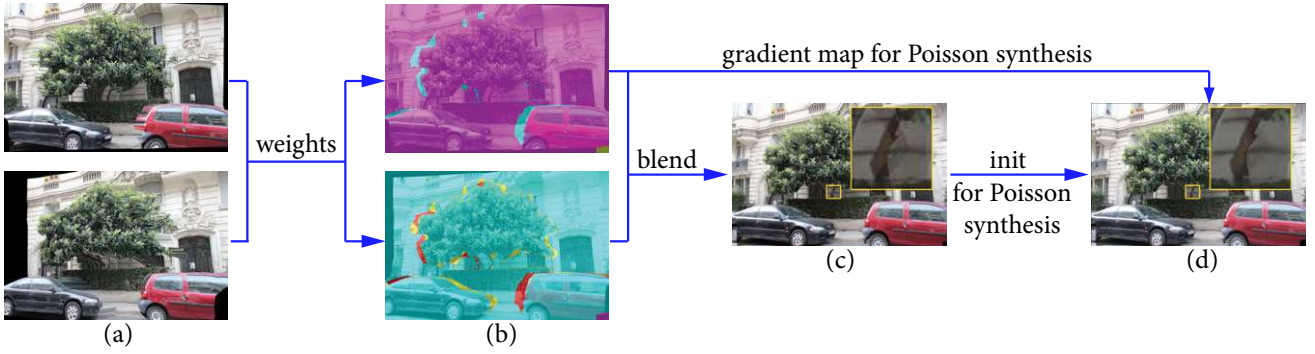 gradient map for Poisson synthesis
weights
blend
init
for Poisson
synthesis
(a)
(b)
(c)
(d)